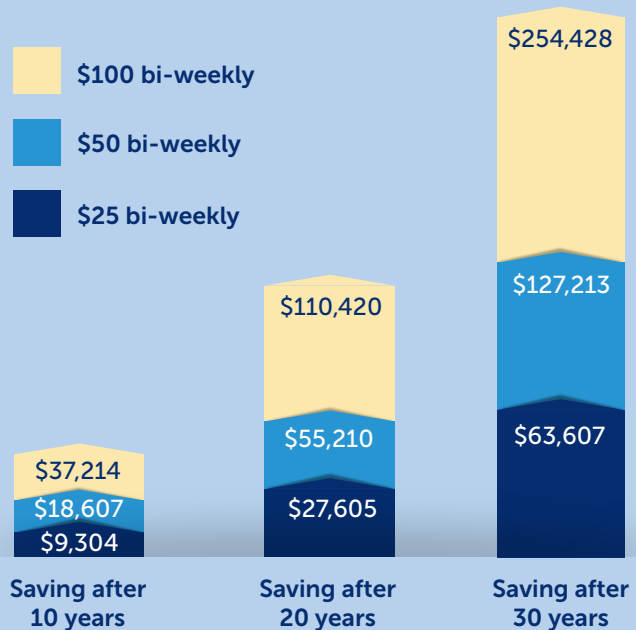 $100 bi-weekly
$50 bi-weekly
$25 bi-weekly
$37,214
$18,607
$9,304
Saving after
10 years
$110,420
$55,210
$27,605
Saving after
20 years
$254,428
$127,213
$63,607
Saving after
30 years